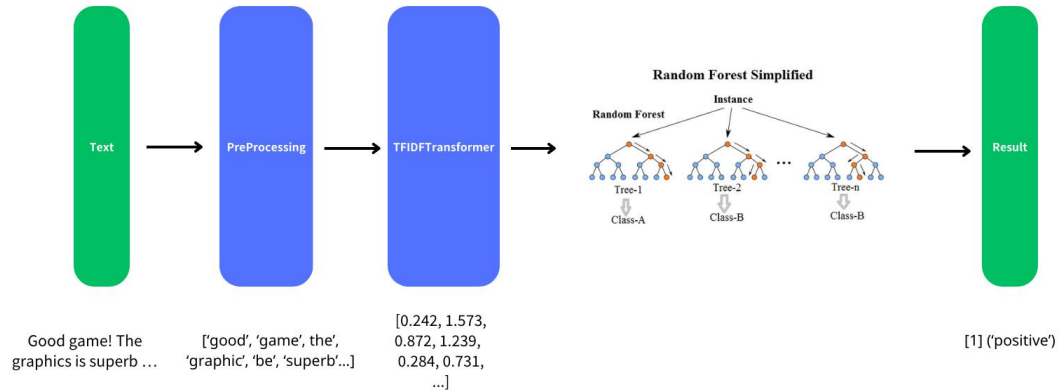 Text
PreProcessing
TFIDFTransformer
Random Forest Simplified
Instance
Random Forest
...
Tree-1
Tree-2
Tree-n
Class-A
Class-B
Class-B
Result
Good game! The
graphics is superb ...
[‘good’, ‘game’, the’,
‘graphic’, ‘be’, ‘superb’...]
[0.242, 1.573,
0.872, 1.239,
0.284, 0.731,
...]
[1] (‘positive’)